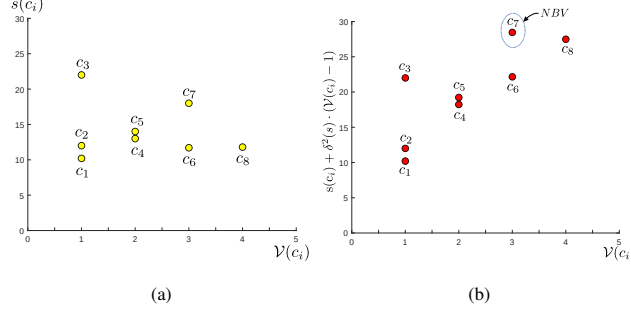 s(c_i)
30
25
20
15
10
5
0
0 1 2 3 4 5
V(c_i)
c_3
c_7
c_5
c_2
c_4
c_6
c_8
c_1
(a)
s(c_i) + δ²(s) · (V(c_i) − 1)
30
25
20
15
10
5
0
0 1 2 3 4 5
V(c_i
NBV
c_7
c_8
c_3
c_6
c_5
c_4
c_2
c_1
(b)